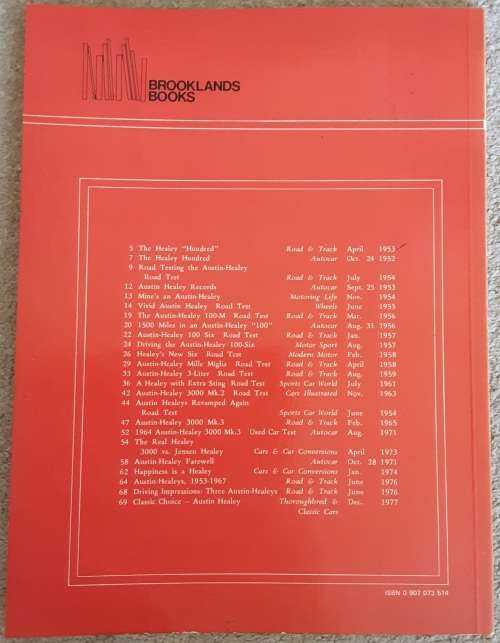 BROOKLANDS
BOOKS
5 The Healey "Hundred" Road & Track April 1953
7 The Healey Hundred Autocar Oct. 24 1952
9 Road Testing the Austin-Healey
Road Test Road & Track July 1954
12 Austin Healey Records Autocar Sept. 25 1953
13 Mine's an Austin-Healey Motoring Life Nov. 1954
14 Vivid Austin Healey Road Test Wheels June 1955
19 The Austin-Healey 100-M Road Test Road & Track Mar. 1956
20 1500 Miles in an Austin-Healey "100" Autocar Aug. 31 1956
22 Austin-Healey 100 Six Road Test Road & Track Jan. 1957
24 Driving the Austin-Healey 100-Six Motor Sport Aug. 1957
26 Healey's New Six Road Test Modern Motor Feb. 1958
29 Austin-Healey Mille Miglia Road Test Road & Track April 1958
33 Austin-Healey 3-Liter Road Test Road & Track Aug. 1959
36 A Healey with Extra Sting Road Test Sports Car World July 1961
42 Austin-Healey 3000 Mk.2 Road Test Cars Illustrated Nov. 1963
44 Austin Healeys Revamped Again
Road Test Sports Car World June 1954
47 Austin-Healey 3000 Mk.3 Road & Track Feb. 1965
52 1964 Austin-Healey 3000 Mk.3 Used Car Test Autocar Aug. 1971
54 The Real Healey
3000 vs. Jensen Healey Cars & Car Conversions April 1973
58 Austin-Healey Farewell Autocar Oct. 28 1971
62 Happiness is a Healey Cars & Car Conversions Jan. 1974
64 Austin-Healeys, 1953-1967 Road & Track June 1976
68 Driving Impressions: Three Austin-Healeys Road & Track June 1976
69 Classic Choice – Austin Healey Thoroughbred & Dec. 1977
Classic Cars
ISBN 0 907 073 514